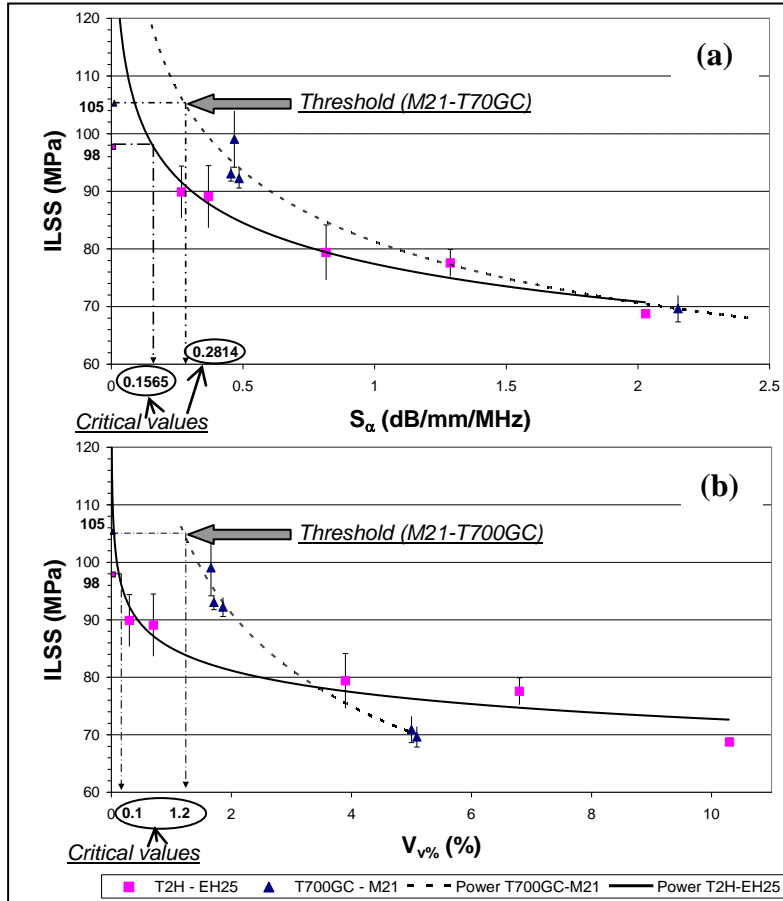 120
(a)
110
105
Threshold (M21-T70GC)
100
98
90
80
70
60
ILSS (MPa)
0
0.5
1
1.5
2
2.5
0.2814
0.1565
Critical values
Sα (dB/mm/MHz)
120
(b)
110
105
Threshold (M21-T700GC)
100
98
90
80
70
60
ILSS (MPa)
0
0.1
1.2
2
4
6
8
10
Critical values
Vv% (%)
T2H - EH25
T700GC - M21
Power T700GC-M21
Power T2H-EH25